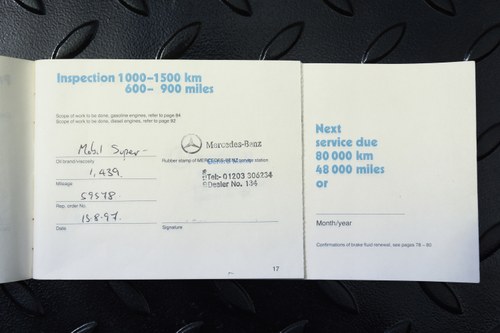 Inspection 1000-1500 km
600- 900 miles
Scope of work to be done, gasoline engines, refer to page 84
Scope of work to be done, diesel engines, refer to page 82
Mobil Super -
Oil brand/viscosity
1,439
Mileage
59578
Rep. order No.
13.8.97.
Date
Mercedes-Benz
Rubber stamp of MERCEDES-BENZ service station
Tel- 01203 306234
Dealer No. 134
Signature
17
Next
service due
80 000 km
48 000 miles
or
Month/year
Confirmations of brake fluid renewal, see pages 78 - 80